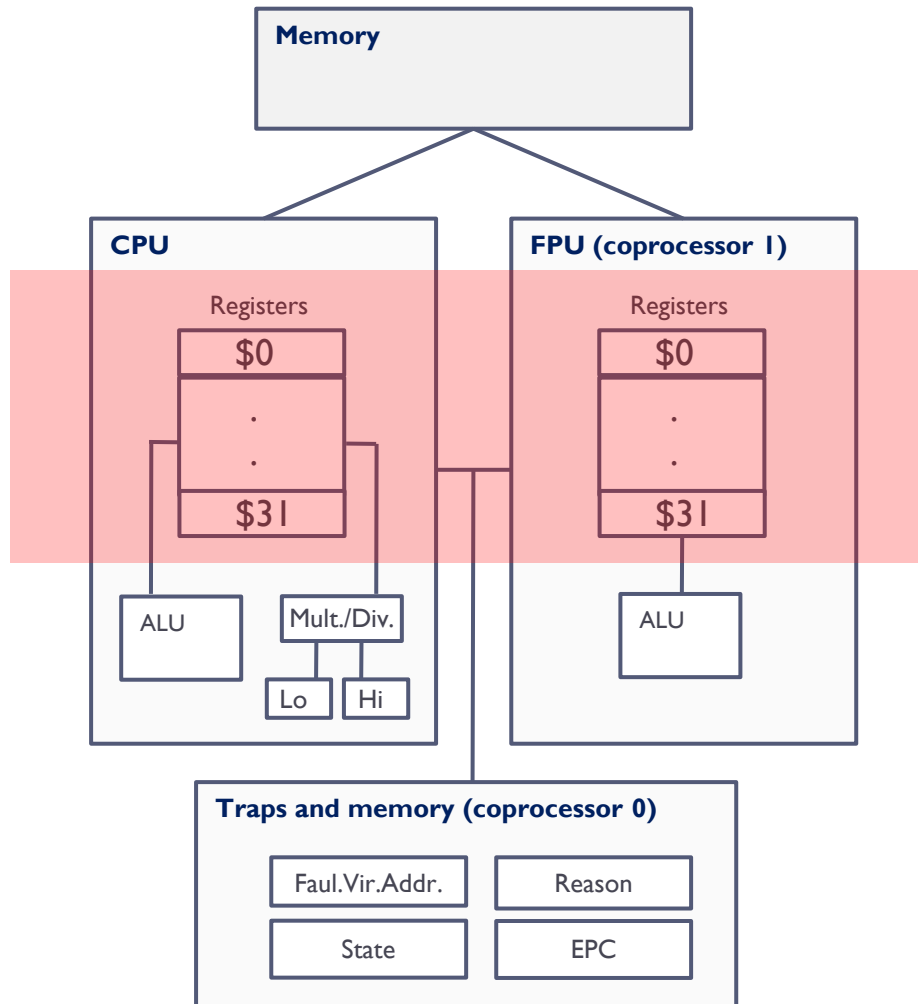 Memory
CPU
Registers
$0
.
.
$31
ALU
Mult./Div.
Lo
Hi
FPU (coprocessor 1)
Registers
$0
.
.
$31
ALU
Traps and memory (coprocessor 0)
Faul.Vir.Addr.
Reason
State
EPC